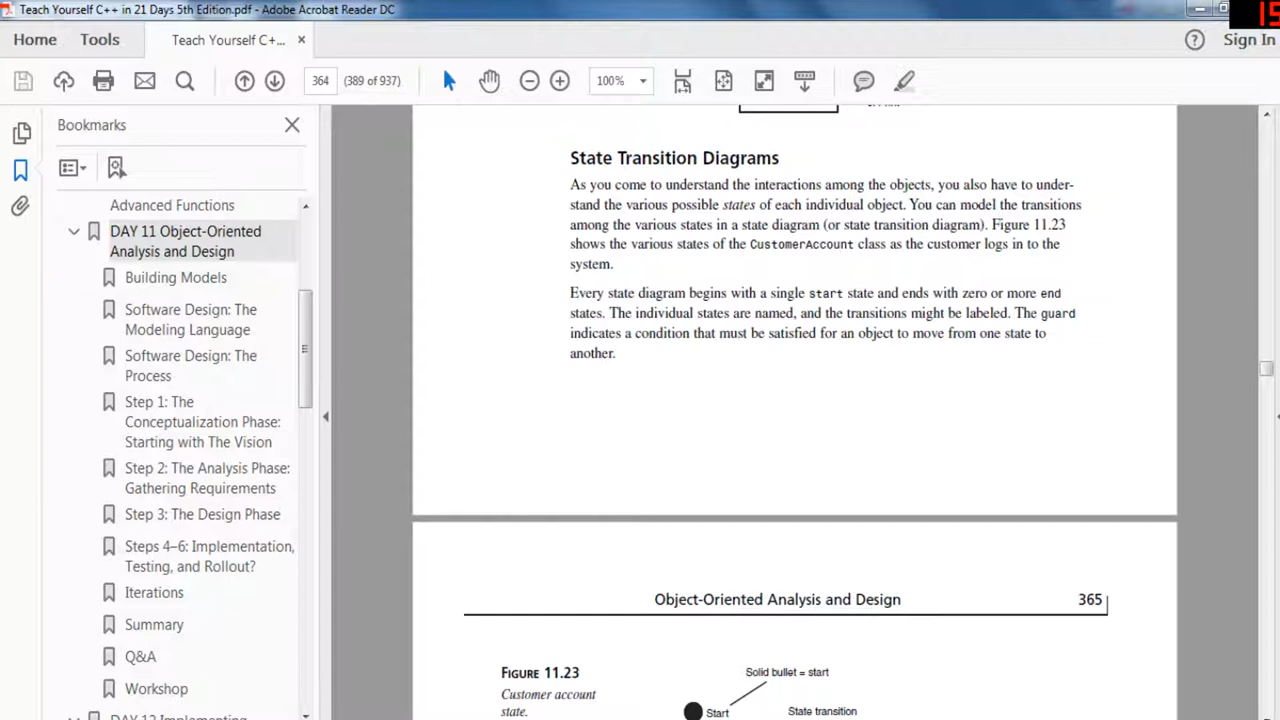 Teach Yourself C++ in 21 Days 5th Edition.pdf - Adobe Acrobat Reader DC
15
Home Tools Teach Yourself C+... × Sign In
364 (389 of 937) 100%
Bookmarks
Advanced Functions
DAY 11 Object-Oriented
Analysis and Design
Building Models
Software Design: The
Modeling Language
Software Design: The
Process
Step 1: The
Conceptualization Phase:
Starting with The Vision
Step 2: The Analysis Phase:
Gathering Requirements
Step 3: The Design Phase
Steps 4–6: Implementation,
Testing, and Rollout?
Iterations
Summary
Q&A
Workshop
DAY 12 Implementing
State Transition Diagrams
As you come to understand the interactions among the objects, you also have to under-
stand the various possible states of each individual object. You can model the transitions
among the various states in a state diagram (or state transition diagram). Figure 11.23
shows the various states of the CustomerAccount class as the customer logs in to the
system.
Every state diagram begins with a single start state and ends with zero or more end
states. The individual states are named, and the transitions might be labeled. The guard
indicates a condition that must be satisfied for an object to move from one state to
another.
Object-Oriented Analysis and Design 365
FIGURE 11.23
Customer account
state.
Solid bullet = start
Start
State transition